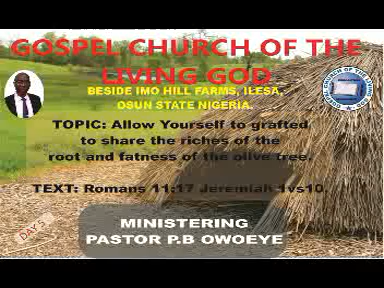 GOSPEL CHURCH OF THE
LIVING GOD
BESIDE IMO HILL FARMS, ILESA,
OSUN STATE NIGERIA.
TOPIC: Allow Yourself to grafted
to share the riches of the
root and fatness of the olive tree.
TEXT: Romans 11:17 Jeremiah 1vs10.
DAY 5
MINISTERING
PASTOR P.B OWOEYE